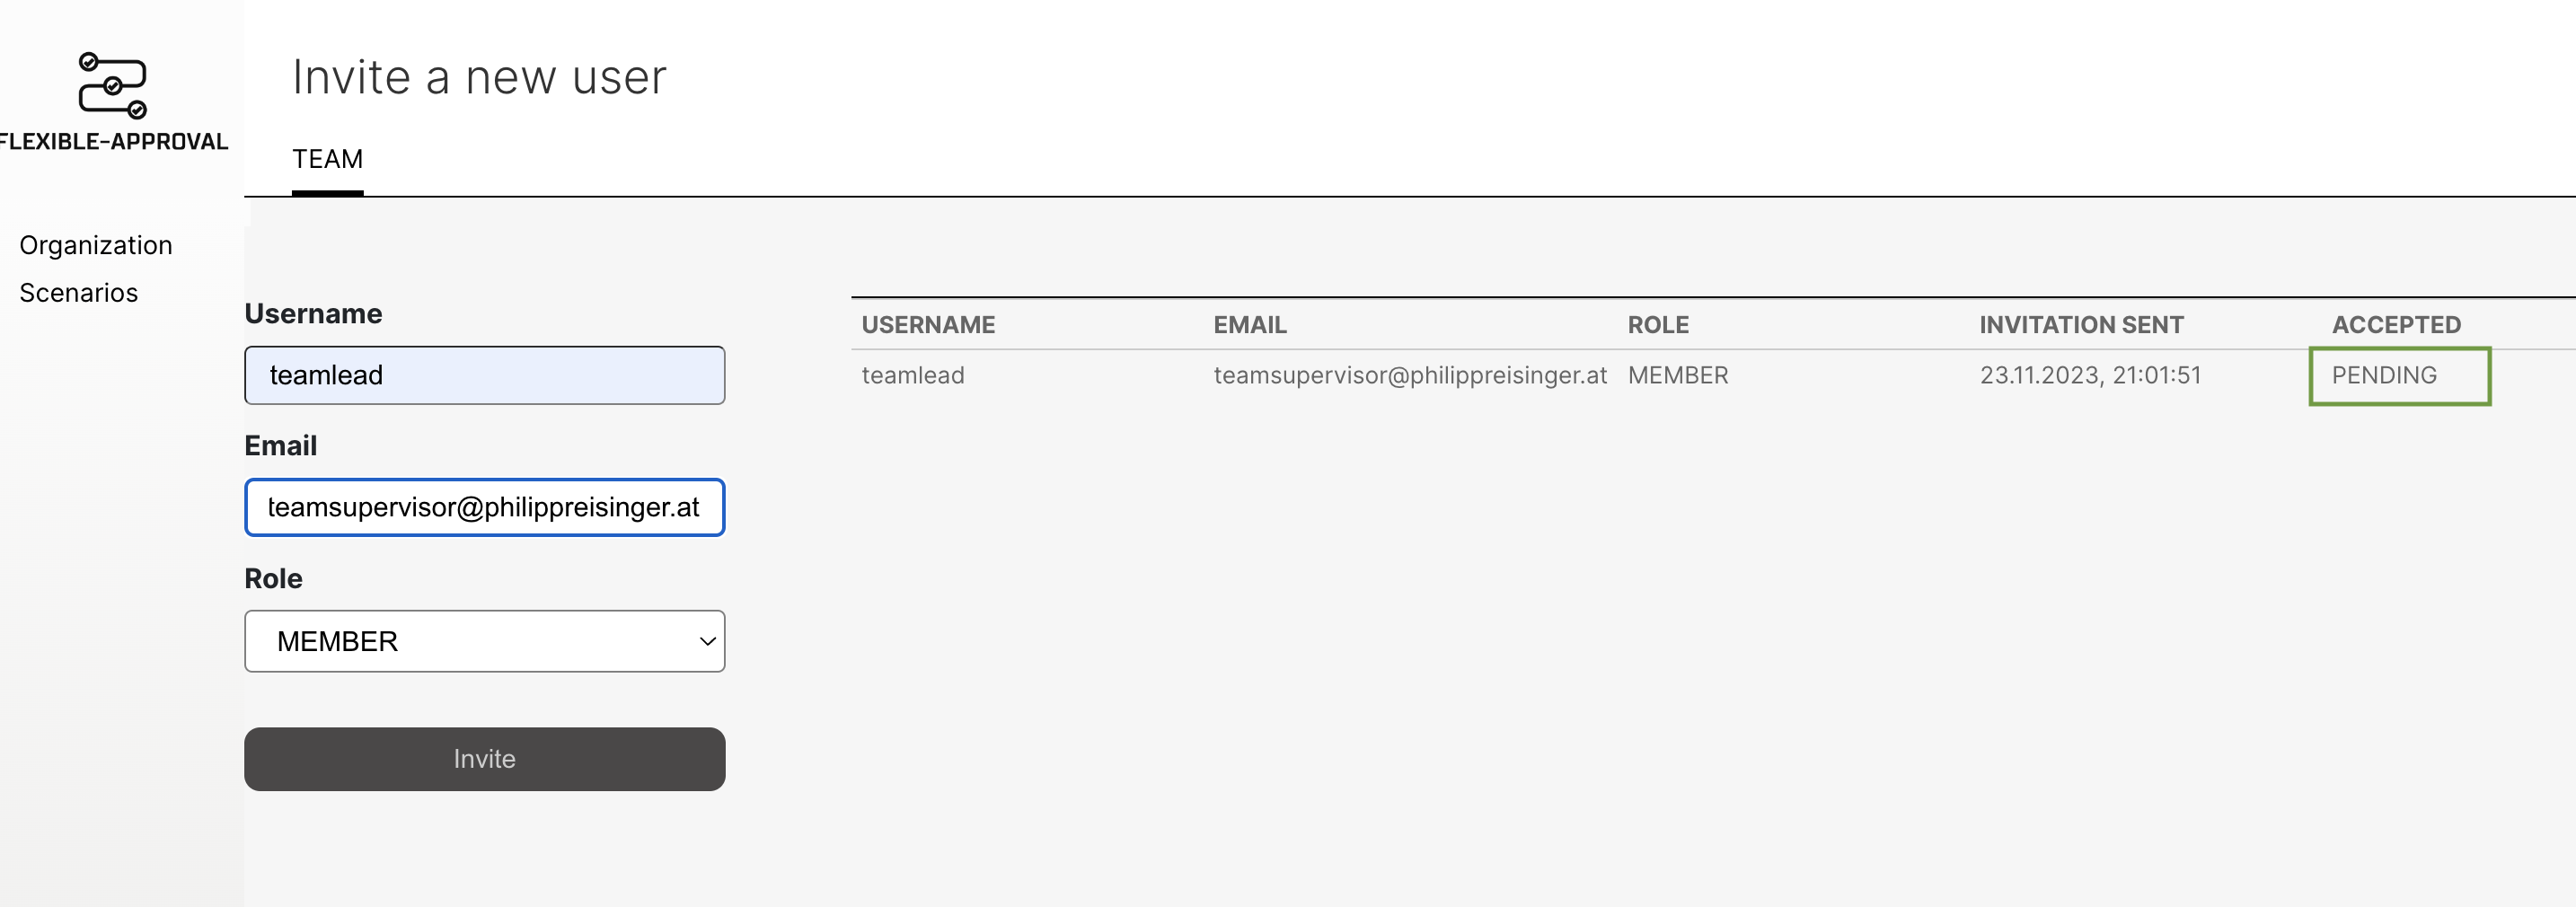 FLEXIBLE-APPROVAL
Organization
Scenarios
Invite a new user
TEAM
Username
teamlead
Email
teamsupervisor@philippreisinger.at
Role
MEMBER
Invite
USERNAME EMAIL ROLE INVITATION SENT ACCEPTED
teamlead teamsupervisor@philippreisinger.at MEMBER 23.11.2023, 21:01:51 PENDING